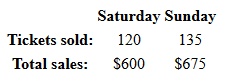 Saturday Sunday
Tickets sold: 120 135
Total sales: $600 $675